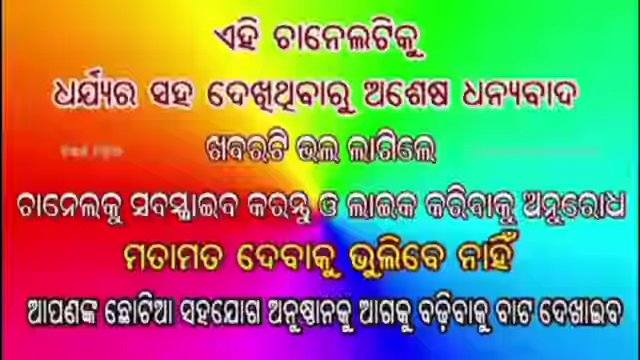 ଏହି ଚାନେଲଟିକୁ
ଧର୍ଯ୍ୟର ସହ ଦେଖିଥିବାରୁ ଅଶେଷ ଧନ୍ୟବାଦ
ଖବରଟି ଭଲ ଲାଗିଲେ
ଚାନେଲକୁ ସବସ୍କ୍ରାଇବ କରନ୍ତୁ ଓ ଲାଇକ କରିବାକୁ ଅନୁରୋଧ
ମତାମତ ଦେବାକୁ ଭୁଲିବେ ନାହିଁ
ଆପଣଙ୍କ ଛୋଟିଆ ସହଯୋଗ ଅନୁଷ୍ଠାନକୁ ଆଗକୁ ବଢ଼ିବାକୁ ବାଟ ଦେଖାଇବ